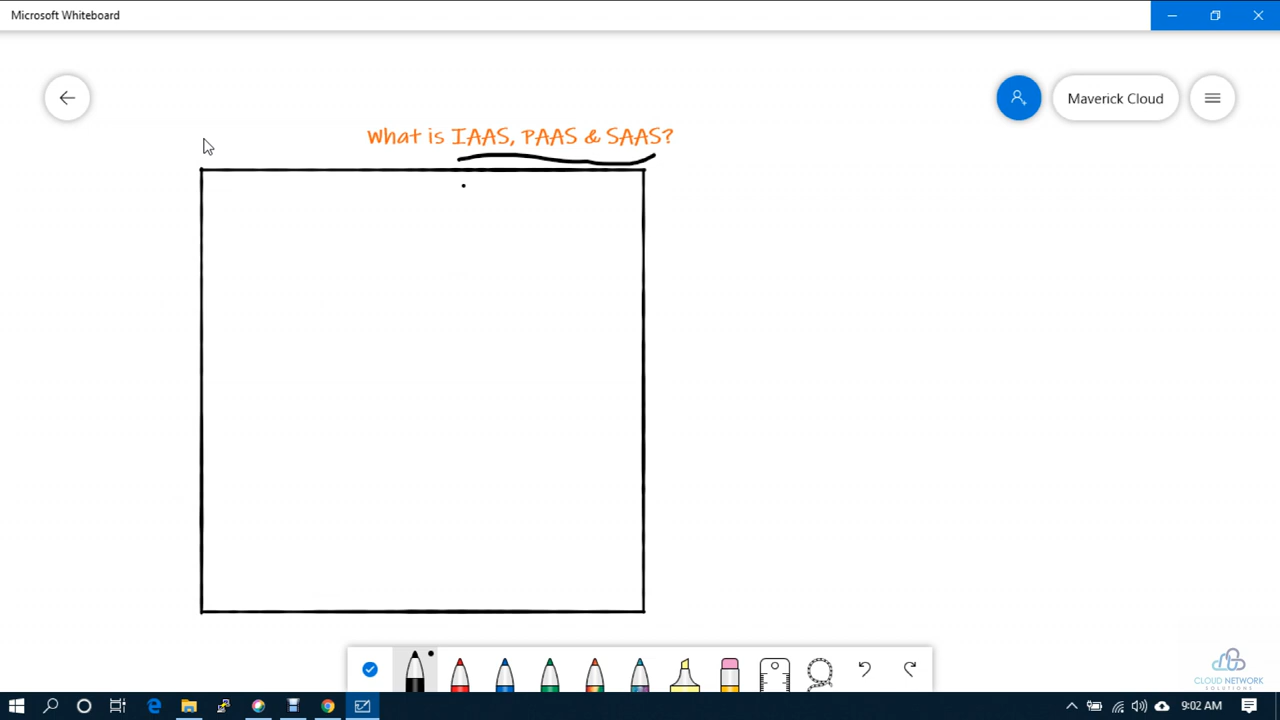 Microsoft Whiteboard
Maverick Cloud
What is IAAS, PAAS & SAAS?
CLOUD NETWORK
SOLUTIONS
9:02 AM